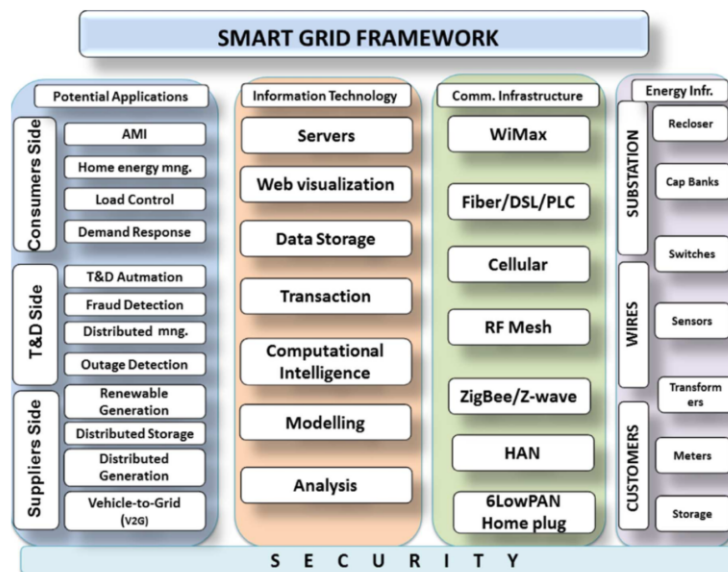 SMART GRID FRAMEWORK
Potential Applications
Consumers Side
AMI
Home energy mng.
Load Control
Demand Response
T&D Side
T&D Autmation
Fraud Detection
Distributed mng.
Outage Detection
Suppliers Side
Renewable
Generation
Distributed Storage
Distributed
Generation
Vehicle-to-Grid
(V2G)
Information Technology
Servers
Web visualization
Data Storage
Transaction
Computational
Intelligence
Modelling
Analysis
Comm. Infrastructure
WiMax
Fiber/DSL/PLC
Cellular
RF Mesh
ZigBee/Z-wave
HAN
6LowPAN
Home plug
Energy Infr.
SUBSTATION
Recloser
Cap Banks
Switches
WIRES
Sensors
Transform
ers
CUSTOMERS
Meters
Storage
S E C U R I T Y